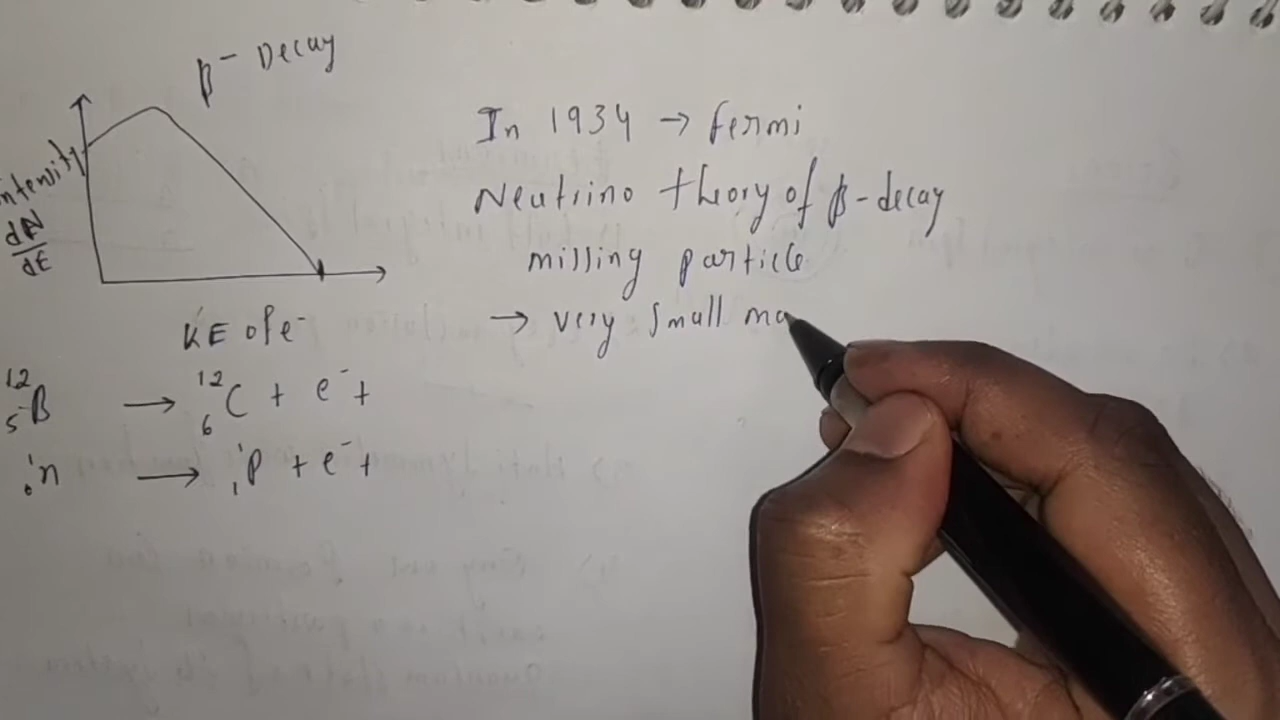 β⁻ Decay
Intensity
dN
dE
KE of e⁻
¹²₅B → ¹²₆C + e⁻ +
¹₀n → ¹₁p + e⁻ +
In 1934 → fermi
Neutrino theory of β-decay
missing particle
→ very small ma